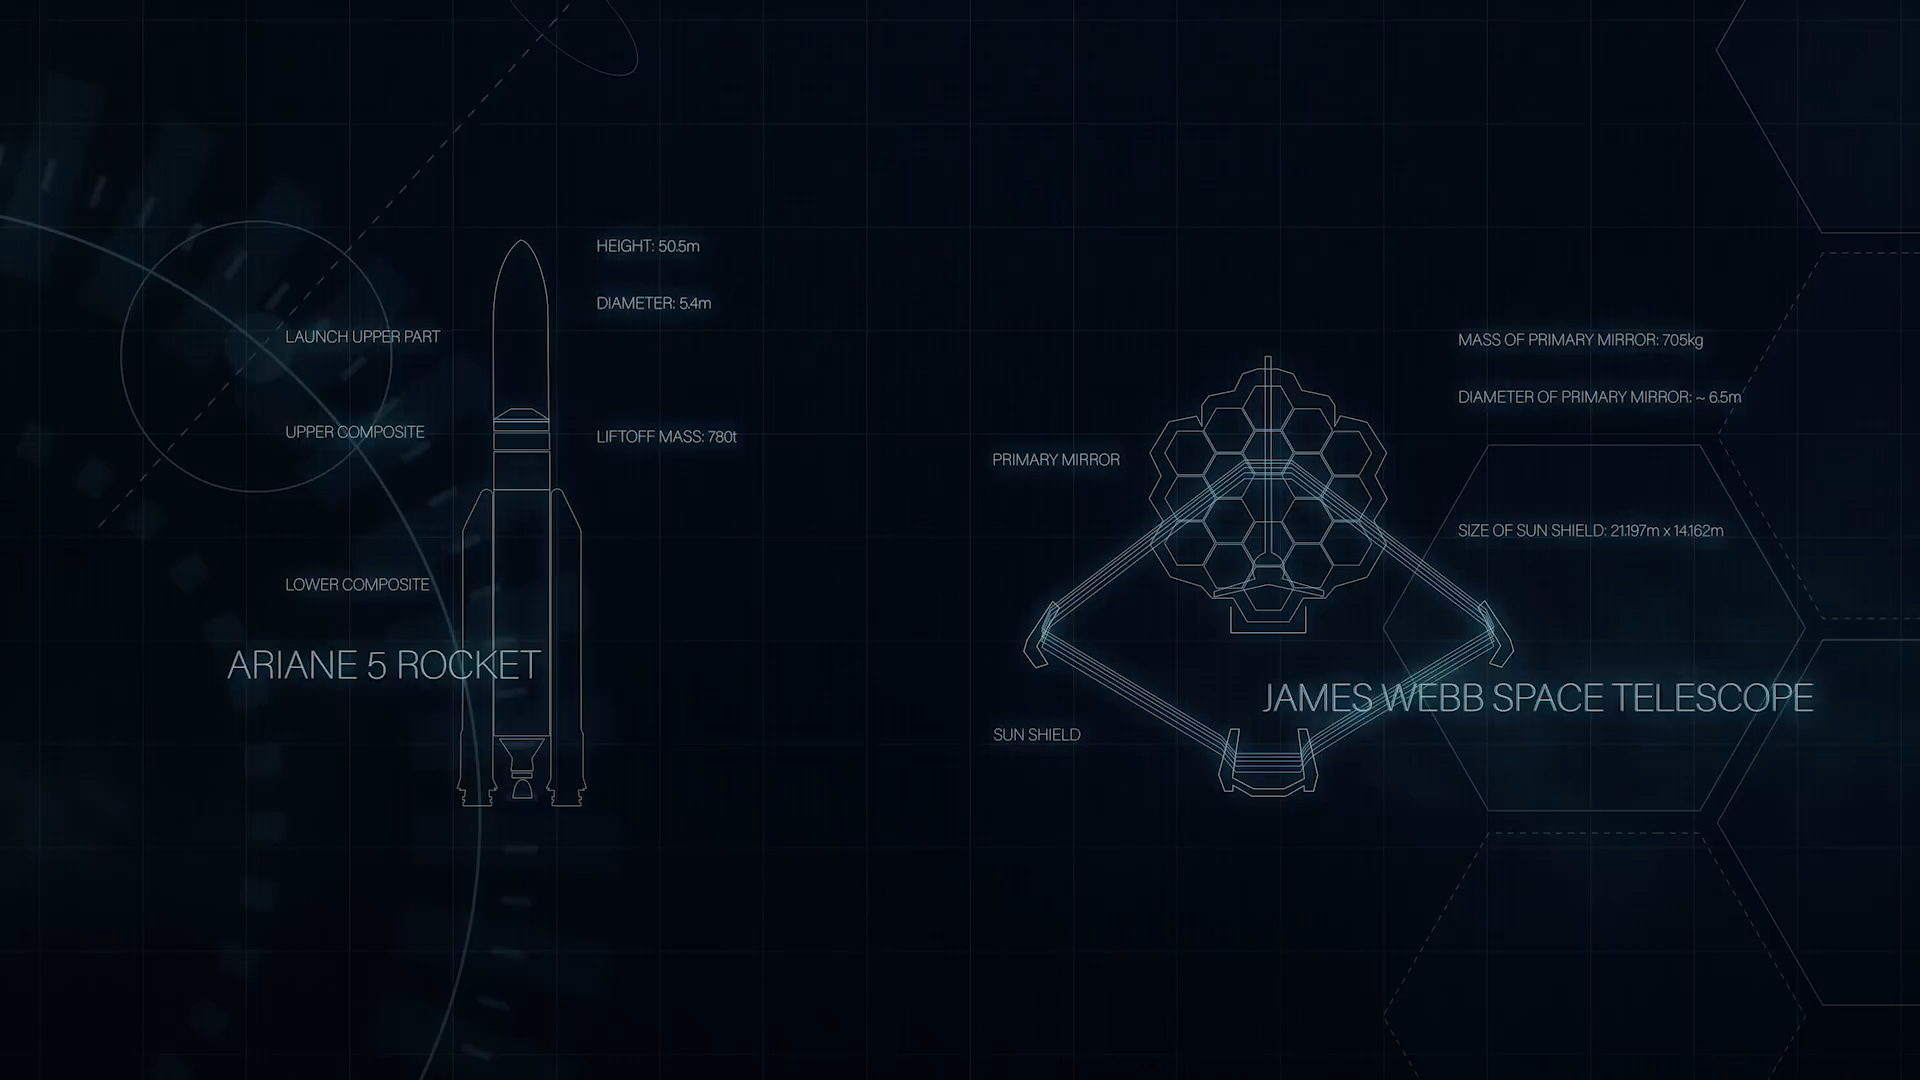 HEIGHT: 50.5m
DIAMETER: 5.4m
LAUNCH UPPER PART
UPPER COMPOSITE
LIFTOFF MASS: 780t
LOWER COMPOSITE
ARIANE 5 ROCKET
MASS OF PRIMARY MIRROR: 705kg
DIAMETER OF PRIMARY MIRROR: ~ 6.5m
PRIMARY MIRROR
SIZE OF SUN SHIELD: 21.197m x 14.162m
JAMES WEBB SPACE TELESCOPE
SUN SHIELD